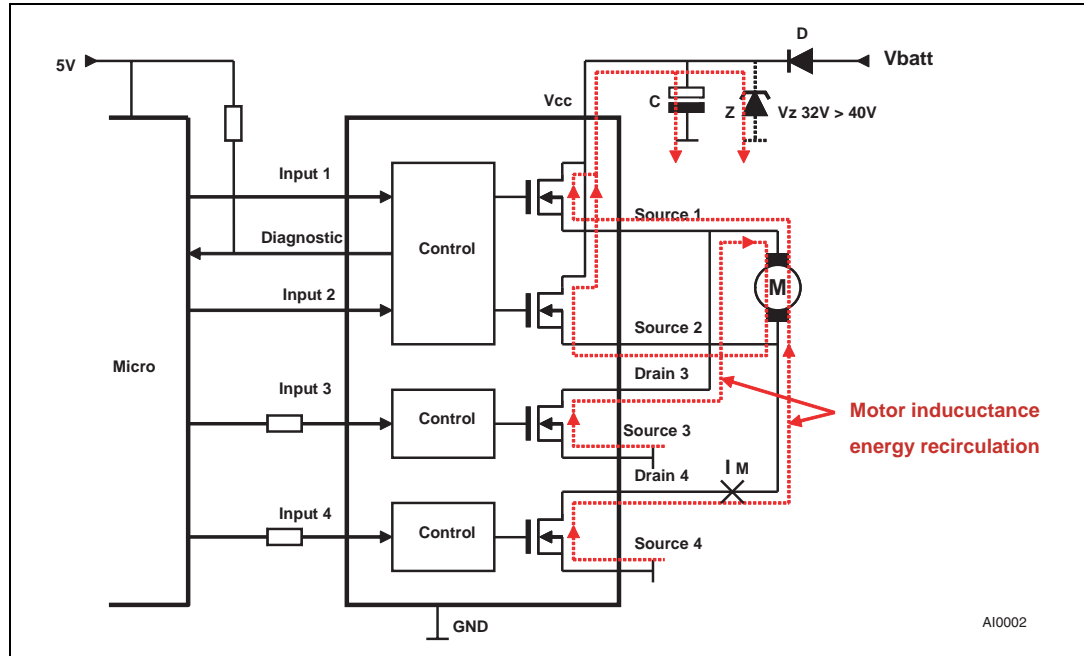 D
5V
Vbatt
Vcc
C
Z
Vz 32V > 40V
Input 1
Source 1
Diagnostic
Control
M
Input 2
Source 2
Micro
Drain 3
Input 3
Control
Source 3
Motor inducuctance
energy recirculation
Drain 4
I M
Input 4
Control
Source 4
GND
AI0002